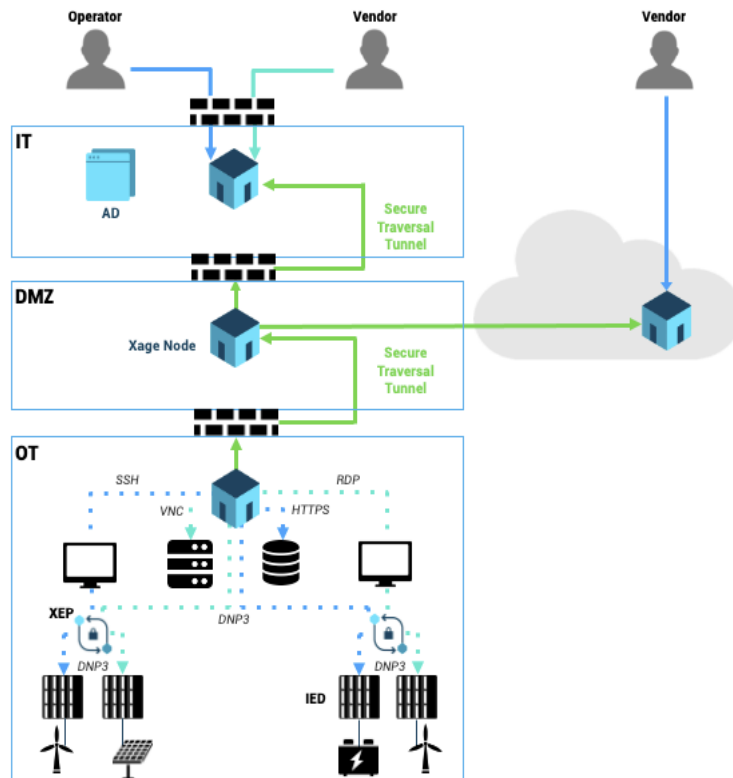 Operator
Vendor
Vendor
IT
AD
Secure
Traversal
Tunnel
DMZ
Xage Node
Secure
Traversal
Tunnel
OT
SSH
RDP
VNC
HTTPS
XEP
DNP3
DNP3
DNP3
IED